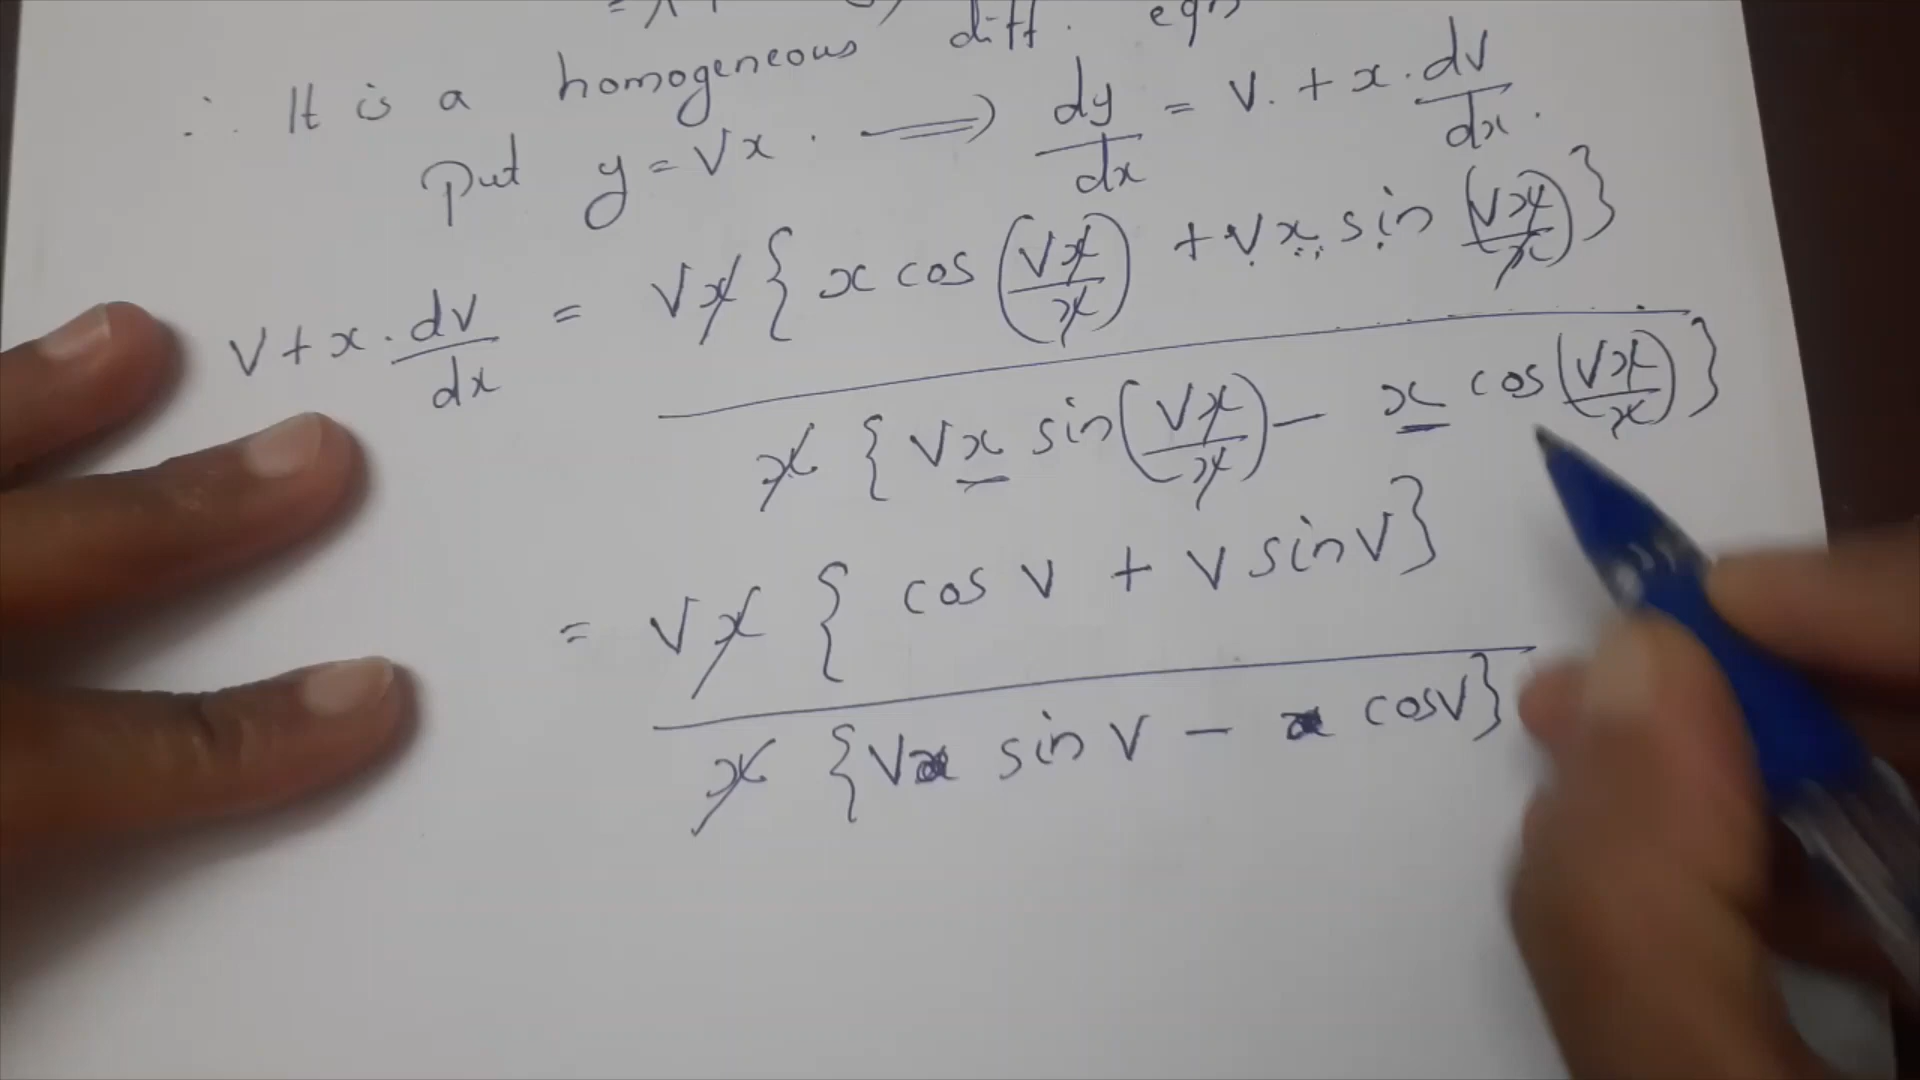 ∴ It is a homogeneous diff. eqn
Put y = Vx. ⟹ dy/dx = V. + x. dv/dx.
V + x. dv/dx = Vx { x cos (Vx/x) + Vx sin (Vx/x) } / x { Vx sin (Vx/x) - x cos (Vx/x) }
= Vx { cos V + V sin V } / x { V sin V - cos V }